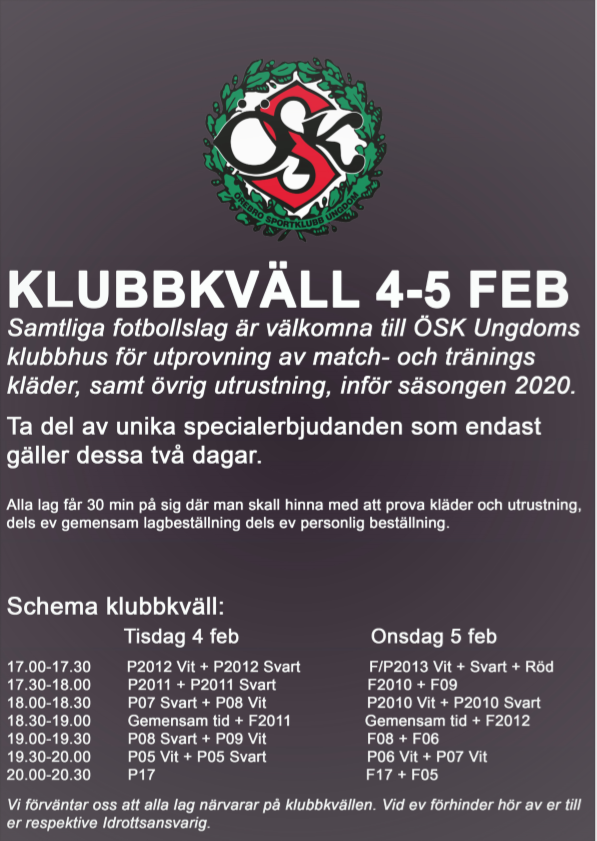 ÖSK
ÖREBRO SPORTKLUBB UNGDOM
KLUBBKVÄLL 4-5 FEB
Samtliga fotbollslag är välkomna till ÖSK Ungdoms
klubbhus för utprovning av match- och tränings
kläder, samt övrig utrustning, inför säsongen 2020.
Ta del av unika specialerbjudanden som endast
gäller dessa två dagar.
Alla lag får 30 min på sig där man skall hinna med att prova kläder och utrustning,
dels ev gemensam lagbeställning dels ev personlig beställning.
Schema klubbkväll:
Tisdag 4 feb Onsdag 5 feb
17.00-17.30 P2012 Vit + P2012 Svart F/P2013 Vit + Svart + Röd
17.30-18.00 P2011 + P2011 Svart F2010 + F09
18.00-18.30 P07 Svart + P08 Vit P2010 Vit + P2010 Svart
18.30-19.00 Gemensam tid + F2011 Gemensam tid + F2012
19.00-19.30 P08 Svart + P09 Vit F08 + F06
19.30-20.00 P05 Vit + P05 Svart P06 Vit + P07 Vit
20.00-20.30 P17 F17 + F05
Vi förväntar oss att alla lag närvarar på klubbkvällen. Vid ev förhinder hör av er till
er respektive Idrottsansvarig.